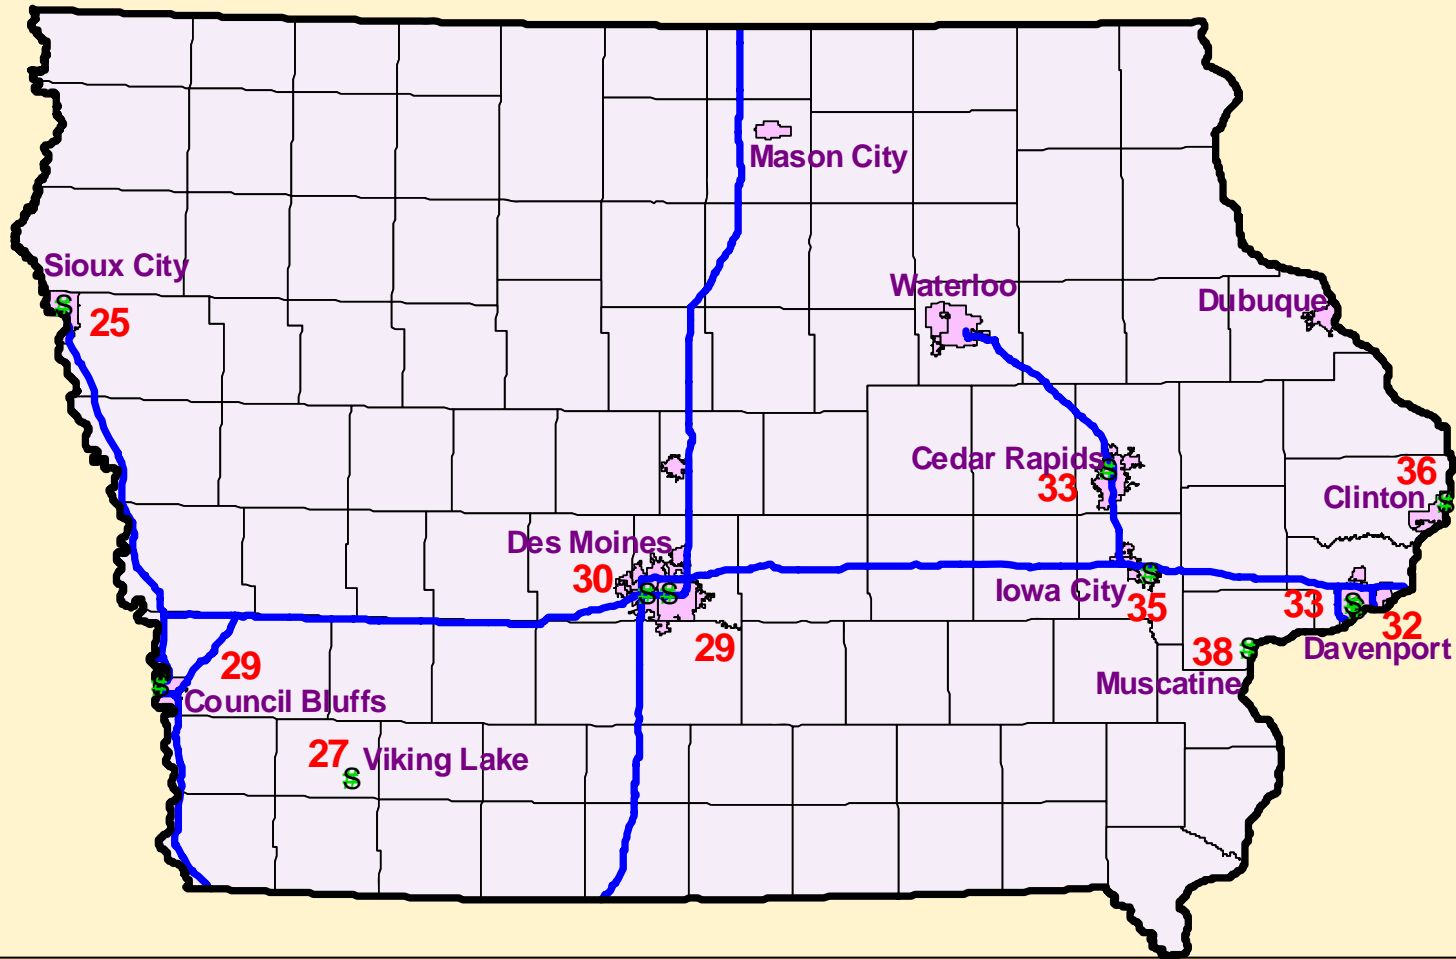 Mason City
Sioux City
25
Waterloo
Dubuque
Cedar Rapids
33
36
Clinton
Des Moines
30
Iowa City
35
33
32
29
38
Davenport
29
Council Bluffs
Muscatine
27
Viking Lake